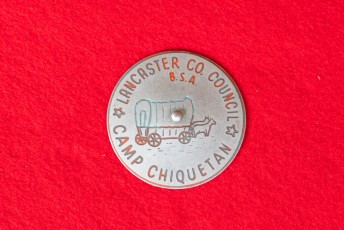 LANCASTER CO. COUNCIL
B.S.A.
CAMP CHIQUETAN